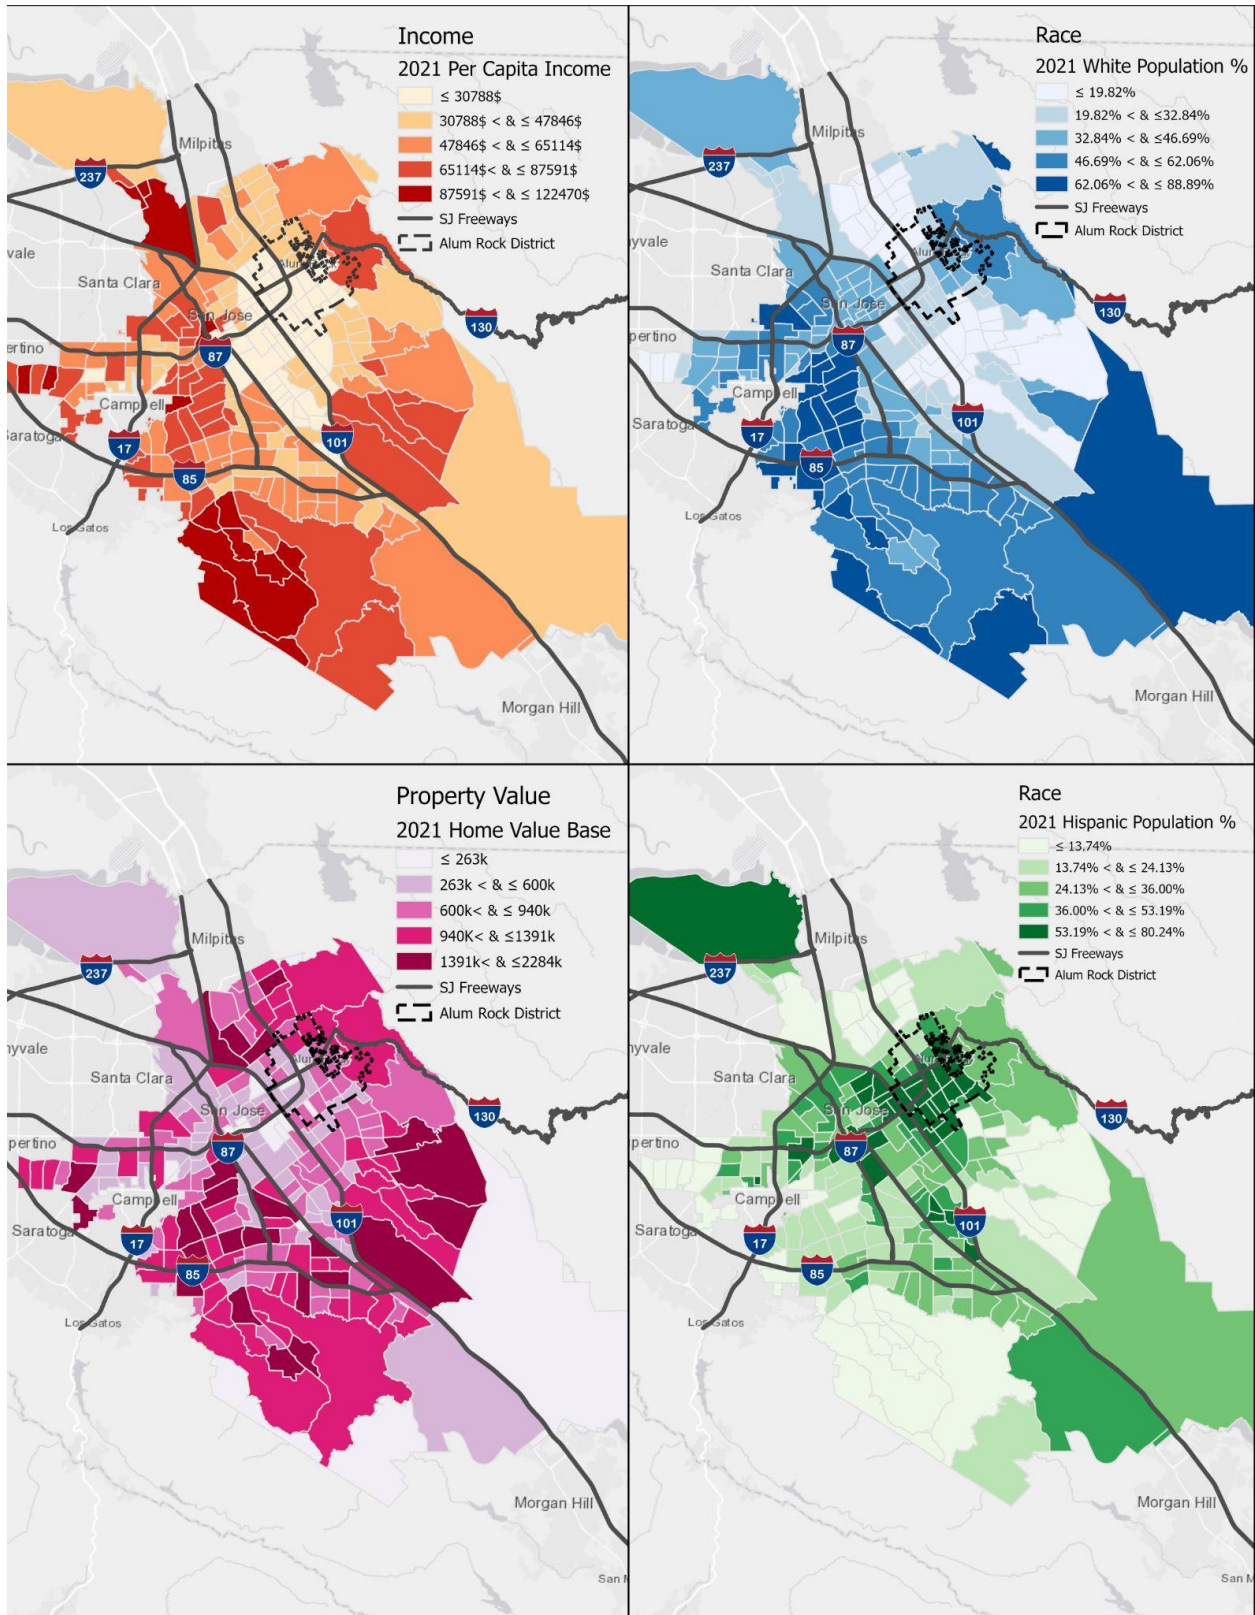 Income
2021 Per Capita Income
≤ 30788$
30788$ < & ≤ 47846$
47846$ < & ≤ 65114$
65114$< & ≤ 87591$
87591$ < & ≤ 122470$
SJ Freeways
Alum Rock District
Milpitas
237
vale
Santa Clara
San Jose
130
ertino
87
Campbell
Saratoga
17
101
85
Los Gatos
Morgan Hill
Race
2021 White Population %
≤ 19.82%
19.82% < & ≤32.84%
32.84% < & ≤46.69%
46.69% < & ≤ 62.06%
62.06% < & ≤ 88.89%
SJ Freeways
Alum Rock District
Milpitas
237
yvale
Santa Clara
San Jose
130
pertino
87
Campbell
Saratoga
17
101
85
Los Gatos
Morgan Hill
Property Value
2021 Home Value Base
≤ 263k
263k < & ≤ 600k
600k< & ≤ 940k
940K< & ≤1391k
1391k< & ≤2284k
SJ Freeways
Alum Rock District
Milpitas
237
nyvale
Santa Clara
San Jose
130
pertino
87
Campbell
Saratoga
17
101
85
Los Gatos
Morgan Hill
San M
Race
2021 Hispanic Population %
≤ 13.74%
13.74% < & ≤ 24.13%
24.13% < & ≤ 36.00%
36.00% < & ≤ 53.19%
53.19% < & ≤ 80.24%
SJ Freeways
Alum Rock District
Milpitas
237
nyvale
Santa Clara
San Jose
130
pertino
87
Campbell
Saratoga
17
101
85
Los Gatos
Morgan Hill
San M